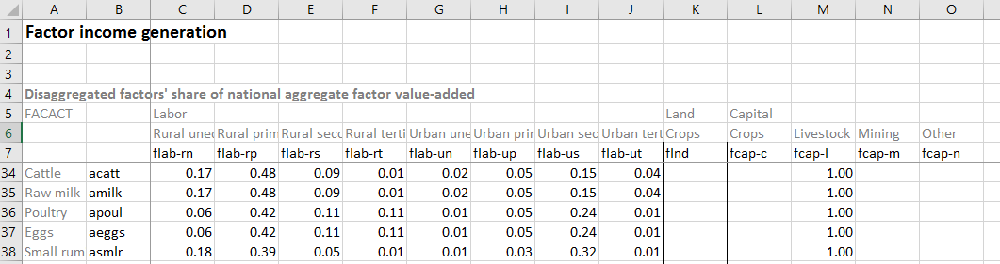 A B C D E F G H I J K L M N O
1 Factor income generation
2
3
4 Disaggregated factors' share of national aggregate factor value-added
5 FACACT Labor Land Capital
6 Rural uned Rural prim Rural seco Rural terti Urban une Urban prir Urban sec Urban tert Crops Crops Livestock Mining Other
7 flab-rn flab-rp flab-rs flab-rt flab-un flab-up flab-us flab-ut flnd fcap-c fcap-l fcap-m fcap-n
34 Cattle acatt 0.17 0.48 0.09 0.01 0.02 0.05 0.15 0.04 1.00
35 Raw milk amilk 0.17 0.48 0.09 0.01 0.02 0.05 0.15 0.04 1.00
36 Poultry apoul 0.06 0.42 0.11 0.11 0.01 0.05 0.24 0.01 1.00
37 Eggs aeggs 0.06 0.42 0.11 0.11 0.01 0.05 0.24 0.01 1.00
38 Small rum asmlr 0.18 0.39 0.05 0.01 0.01 0.03 0.32 0.01 1.00